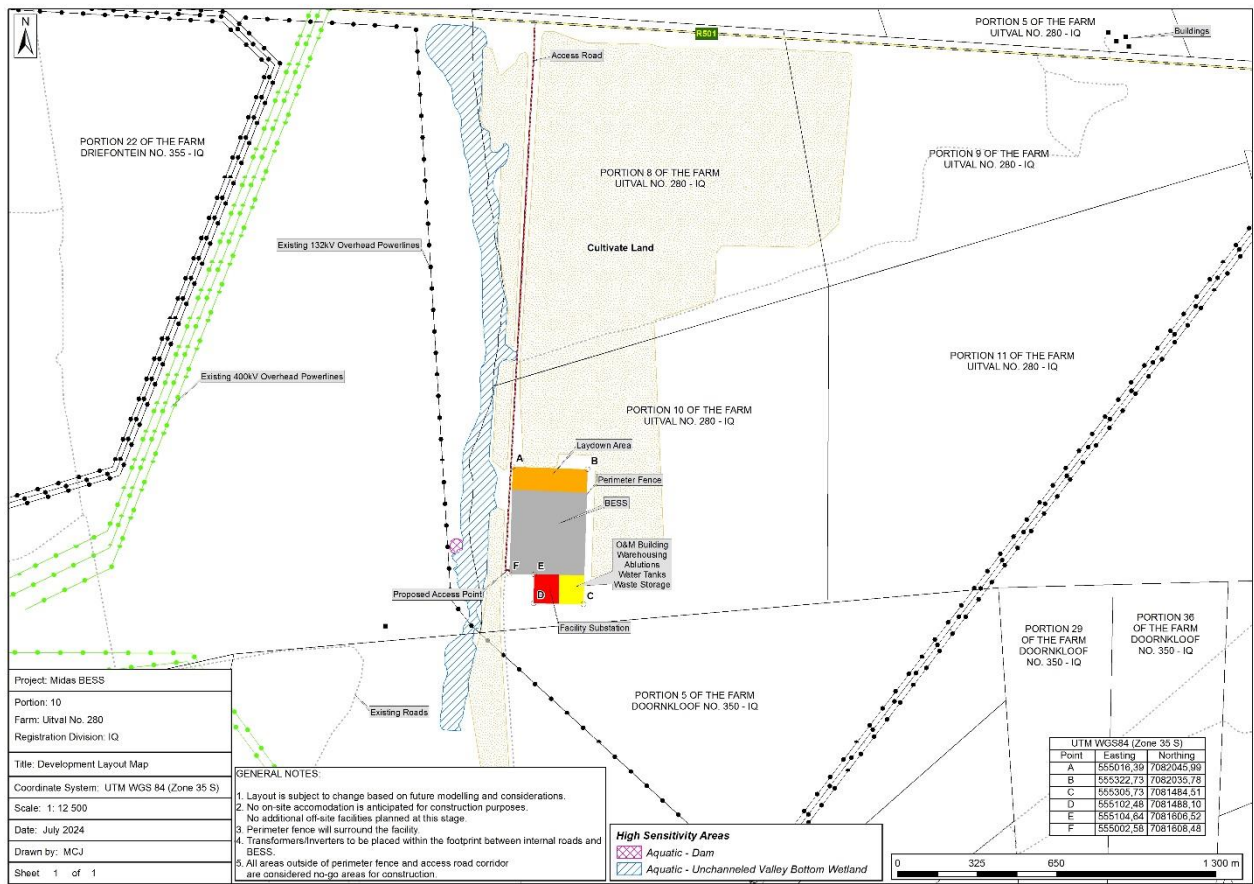 N
PORTION 5 OF THE FARM
UITVAL NO. 280 - IQ
R501
Buildings
Access Road
PORTION 22 OF THE FARM
DRIEFONTEIN NO. 355 - IQ
PORTION 8 OF THE FARM
UITVAL NO. 280 - IQ
PORTION 9 OF THE FARM
UITVAL NO. 280 - IQ
Existing 132kV Overhead Powerlines
Cultivate Land
PORTION 11 OF THE FARM
UITVAL NO. 280 - IQ
Existing 400kV Overhead Powerlines
PORTION 10 OF THE FARM
UITVAL NO. 280 - IQ
Laydown Area
A
B
Perimeter Fence
BESS
O&M Building
Warehousing
Ablutions
Water Tanks
Waste Storage
F
E
Proposed Access Point
D
C
Facility Substation
PORTION 29
OF THE FARM
DOORNKLOOF
NO. 350 - IQ
PORTION 36
OF THE FARM
DOORNKLOOF
NO. 350 - IQ
PORTION 5 OF THE FARM
DOORNKLOOF NO. 350 - IQ
Existing Roads
Project: Midas BESS
Portion: 10
Farm: Uitval No. 280
Registration Division: IQ
Title: Development Layout Map
Coordinate System: UTM WGS 84 (Zone 35 S)
Scale: 1: 12 500
Date: July 2024
Drawn by: MCJ
Sheet 1 of 1
GENERAL NOTES:
1. Layout is subject to change based on future modelling and considerations.
2. No on-site accomodation is anticipated for construction purposes.
No additional off-site facilities planned at this stage.
3. Perimeter fence will surround the facility.
4. Transformers/Inverters to be placed within the footprint between internal roads and
BESS.
5. All areas outside of perimeter fence and access road corridor
are considered no-go areas for construction.
High Sensitivity Areas
Aquatic - Dam
Aquatic - Unchanneled Valley Bottom Wetland
UTM WGS84 (Zone 35 S)
Point Easting Northing
A 555016,39 7082045,99
B 555322,73 7082035,78
C 555305,73 7081484,51
D 555102,48 7081488,10
E 555104,64 7081606,52
F 555002,58 7081608,48
0 325 650 1 300 m